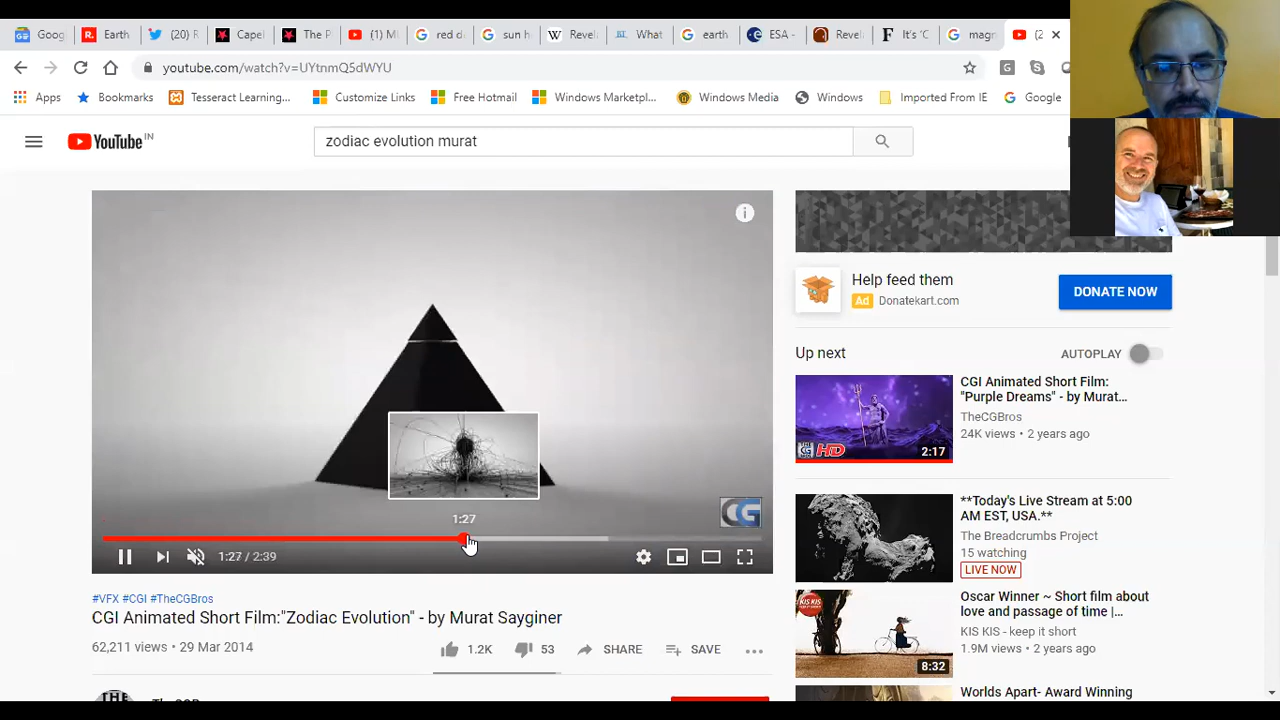 Goog
Earth
(20) R
Capel
The P
(1) M
red d
sun h
Revel
What
earth
ESA -
Revel
It's 'C
magn
(2
youtube.com/watch?v=UYtnmQ5dWYU
Apps
Bookmarks
Tesseract Learning...
Customize Links
Free Hotmail
Windows Marketpl...
Windows Media
Windows
Imported From IE
Google
YouTube IN
zodiac evolution murat
Help feed them
Ad Donatekart.com
DONATE NOW
Up next
AUTOPLAY
CGI Animated Short Film:
"Purple Dreams" - by Murat...
TheCGBros
24K views • 2 years ago
HD
2:17
**Today's Live Stream at 5:00
AM EST, USA.**
The Breadcrumbs Project
15 watching
LIVE NOW
Oscar Winner ~ Short film about
love and passage of time |...
KIS KIS - keep it short
1.9M views • 2 years ago
KIS KIS
8:32
Worlds Apart- Award Winning
CG
1:27
1:27 / 2:39
#VFX #CGI #TheCGBros
CGI Animated Short Film:"Zodiac Evolution" - by Murat Sayginer
62,211 views • 29 Mar 2014
1.2K
53
SHARE
SAVE
THE